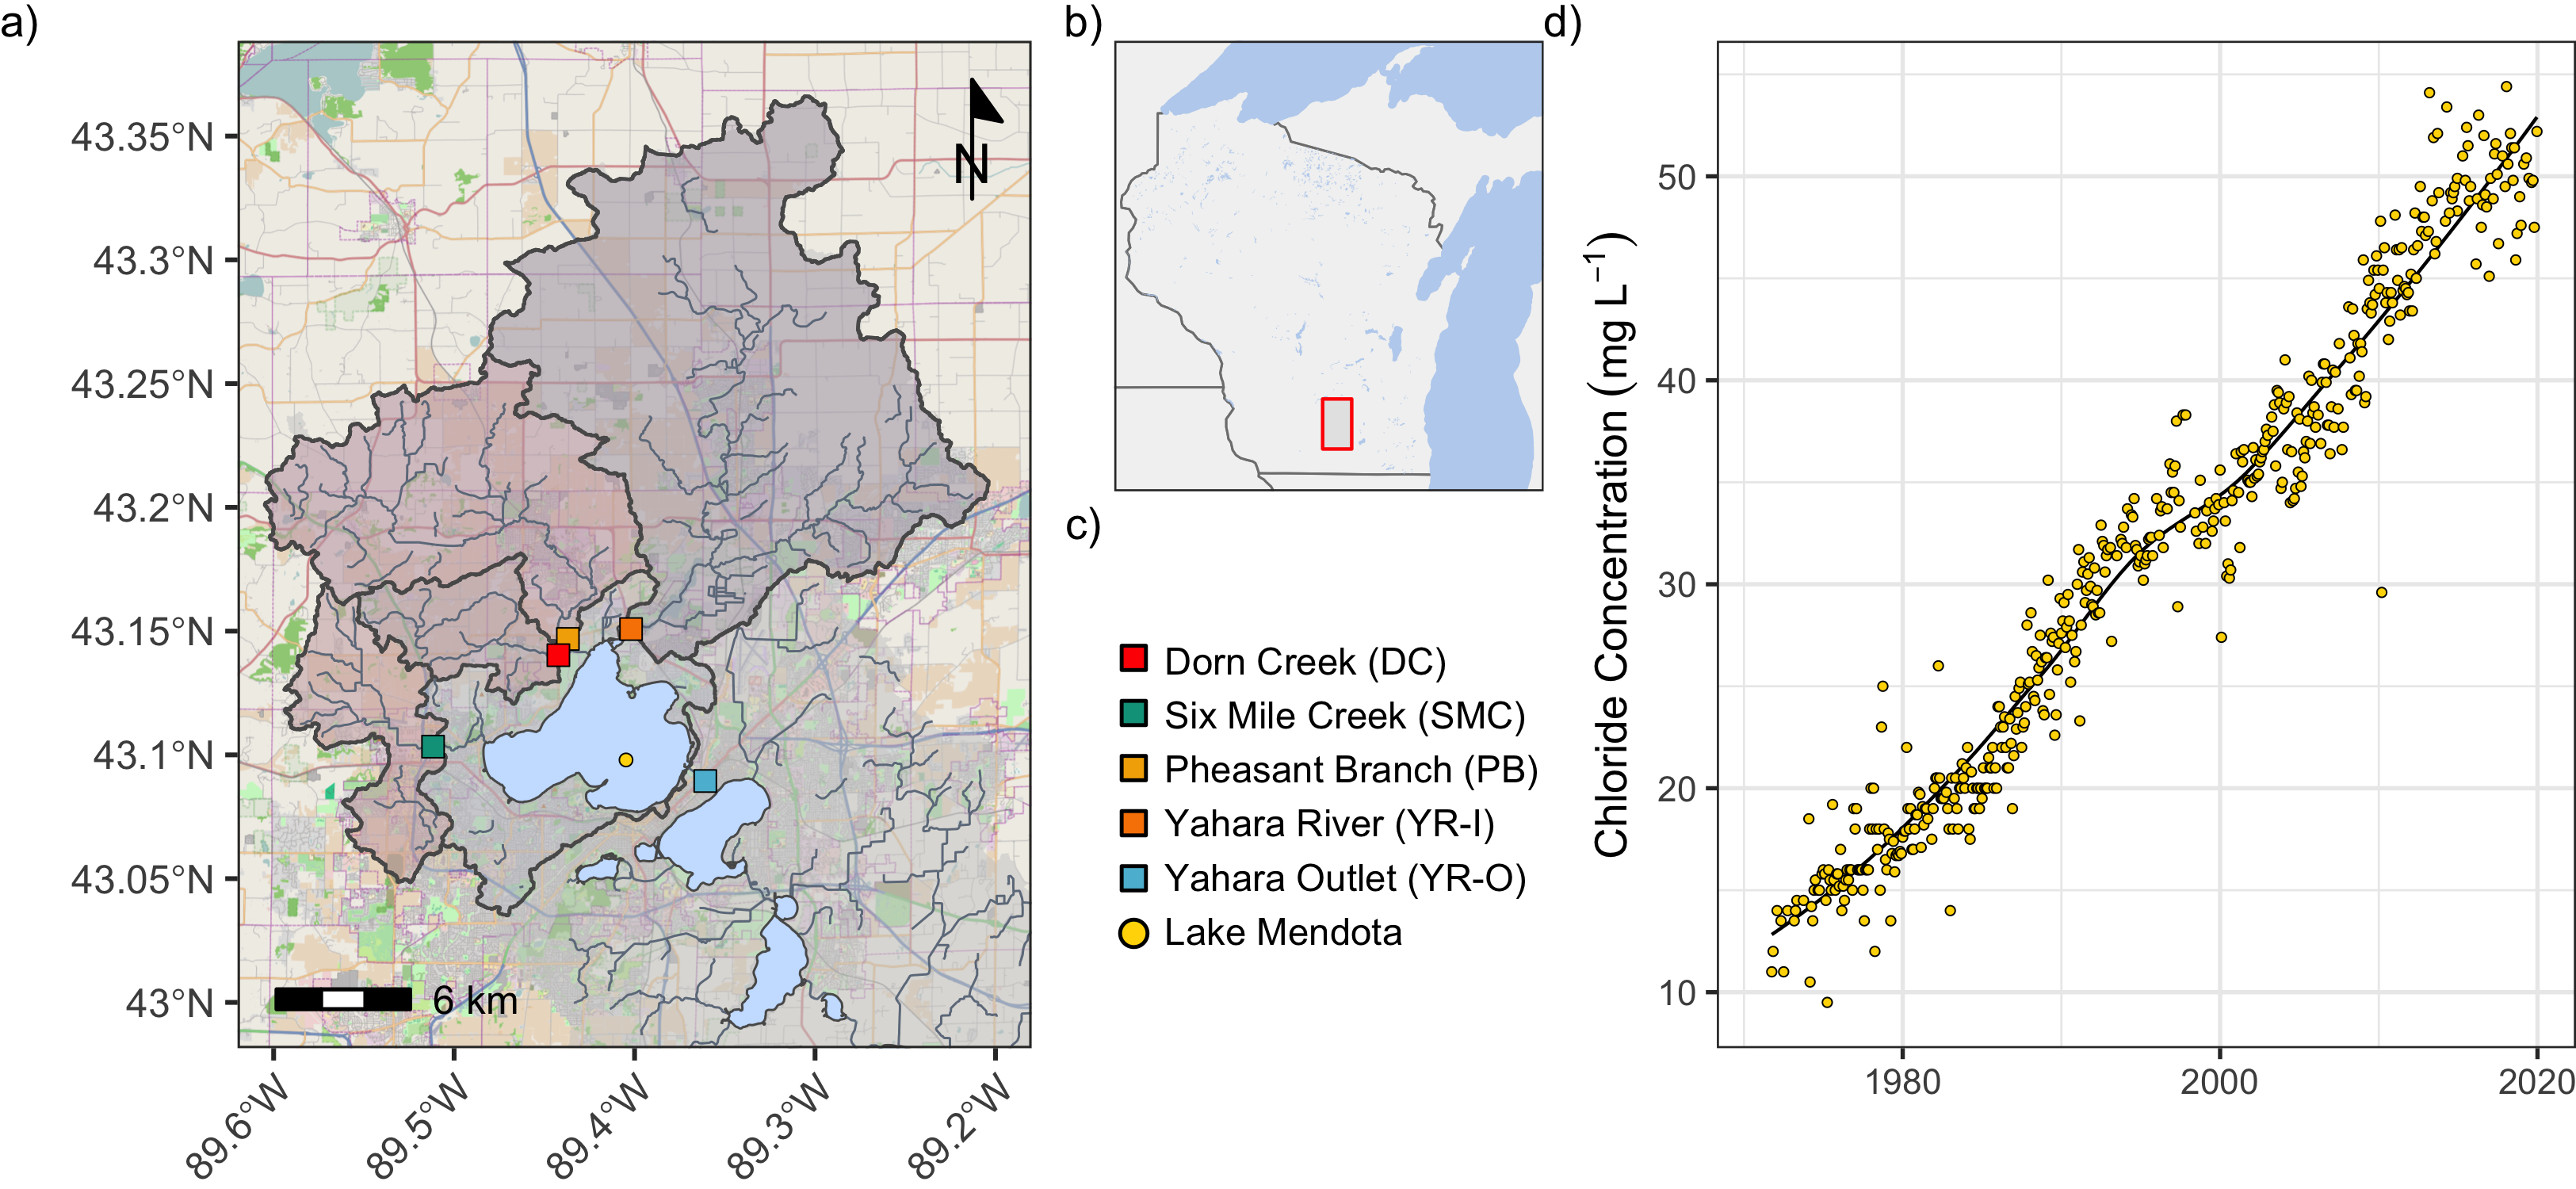 a)
43.35°N
43.3°N
43.25°N
43.2°N
43.15°N
43.1°N
43.05°N
43°N
N
6 km
89.6°W
89.5°W
89.4°W
89.3°W
89.2°W
b)
c)
Dorn Creek (DC)
Six Mile Creek (SMC)
Pheasant Branch (PB)
Yahara River (YR-I)
Yahara Outlet (YR-O)
Lake Mendota
d)
Chloride Concentration (mg L⁻¹)
50
40
30
20
10
1980
2000
2020